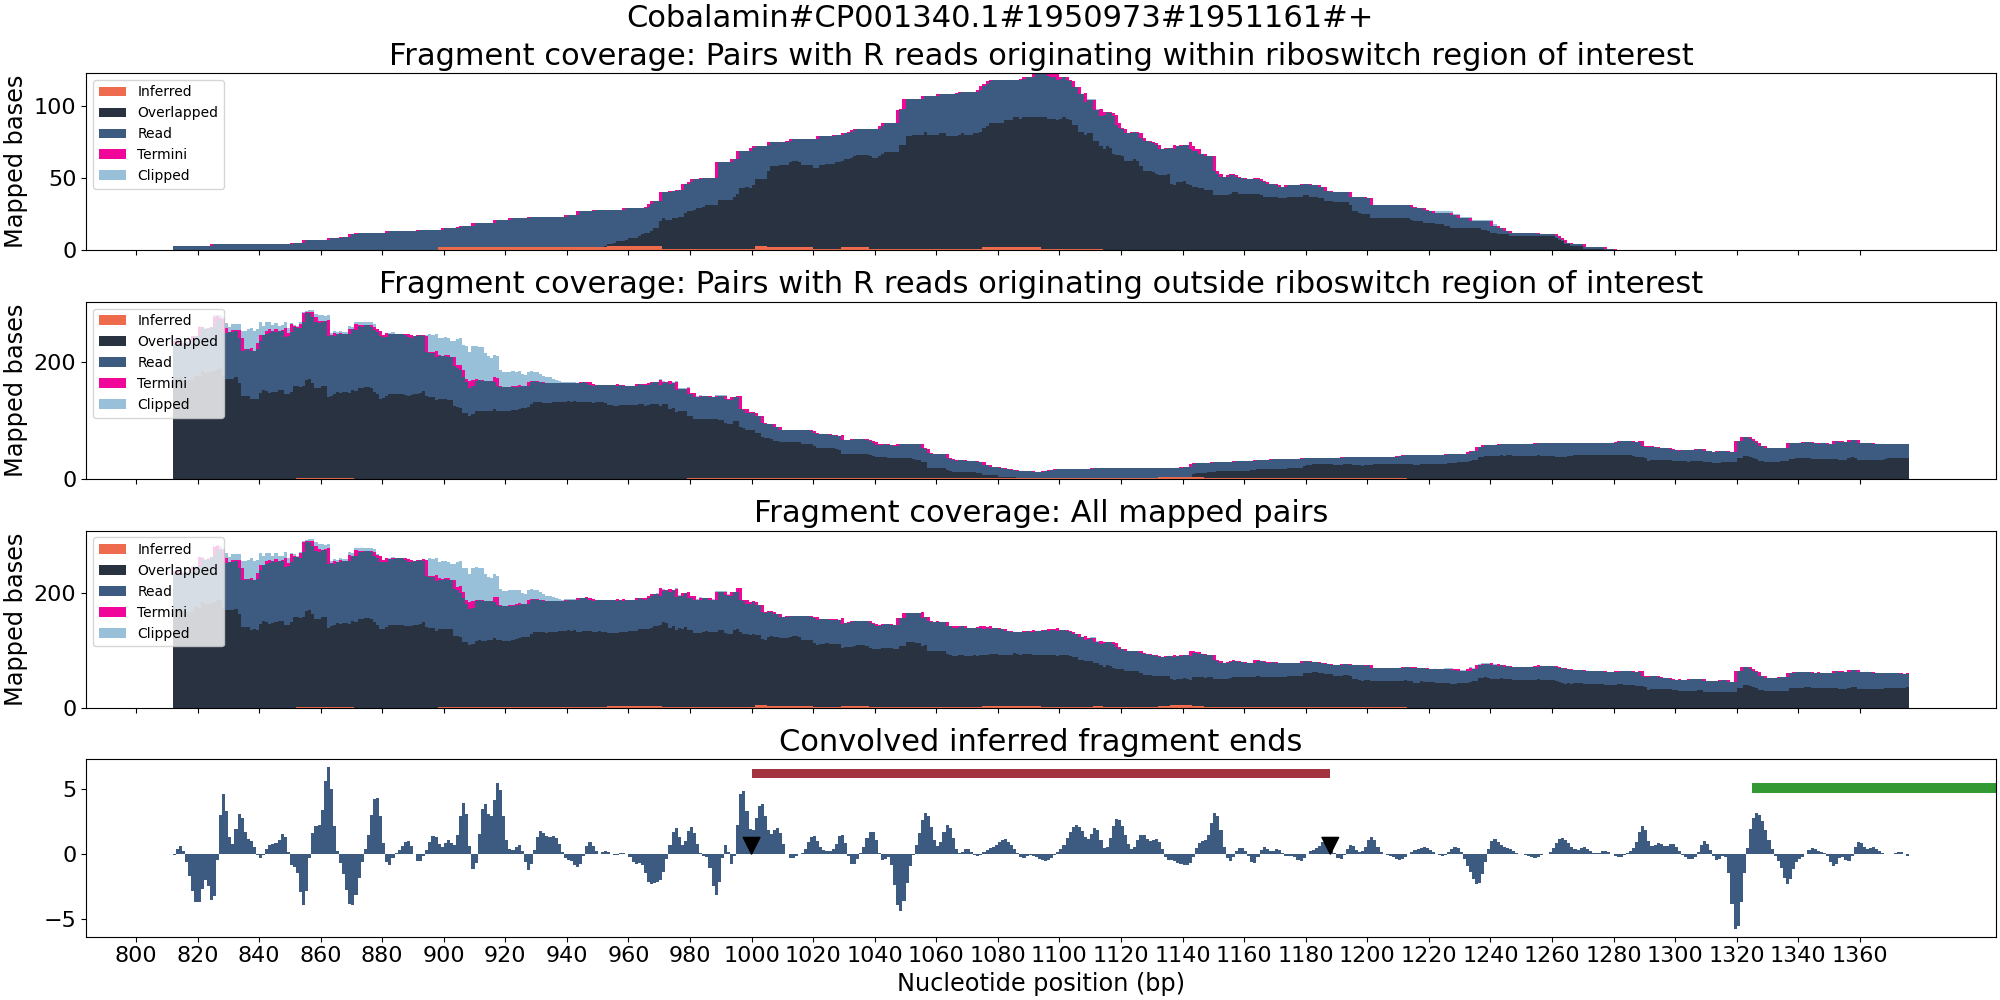 Cobalamin#CP001340.1#1950973#1951161#+
Fragment coverage: Pairs with R reads originating within riboswitch region of interest
Mapped bases
100
50
0
Inferred
Overlapped
Read
Termini
Clipped
Fragment coverage: Pairs with R reads originating outside riboswitch region of interest
Mapped bases
200
0
Inferred
Overlapped
Read
Termini
Clipped
Fragment coverage: All mapped pairs
Mapped bases
200
0
Inferred
Overlapped
Read
Termini
Clipped
Convolved inferred fragment ends
5
0
−5
800 820 840 860 880 900 920 940 960 980 1000 1020 1040 1060 1080 1100 1120 1140 1160 1180 1200 1220 1240 1260 1280 1300 1320 1340 1360
Nucleotide position (bp)